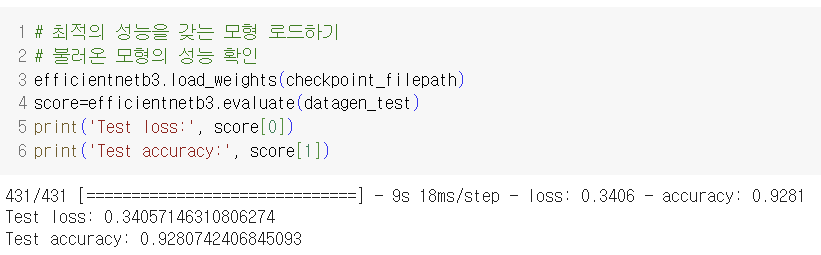 1 # 최적의 성능을 갖는 모형 로드하기
2 # 불러온 모형의 성능 확인
3 efficientnetb3.load_weights(checkpoint_filepath)
4 score=efficientnetb3.evaluate(datagen_test)
5 print('Test loss:', score[0])
6 print('Test accuracy:', score[1])
431/431 [==============================] - 9s 18ms/step - loss: 0.3406 - accuracy: 0.9281
Test loss: 0.34057146310806274
Test accuracy: 0.9280742406845093